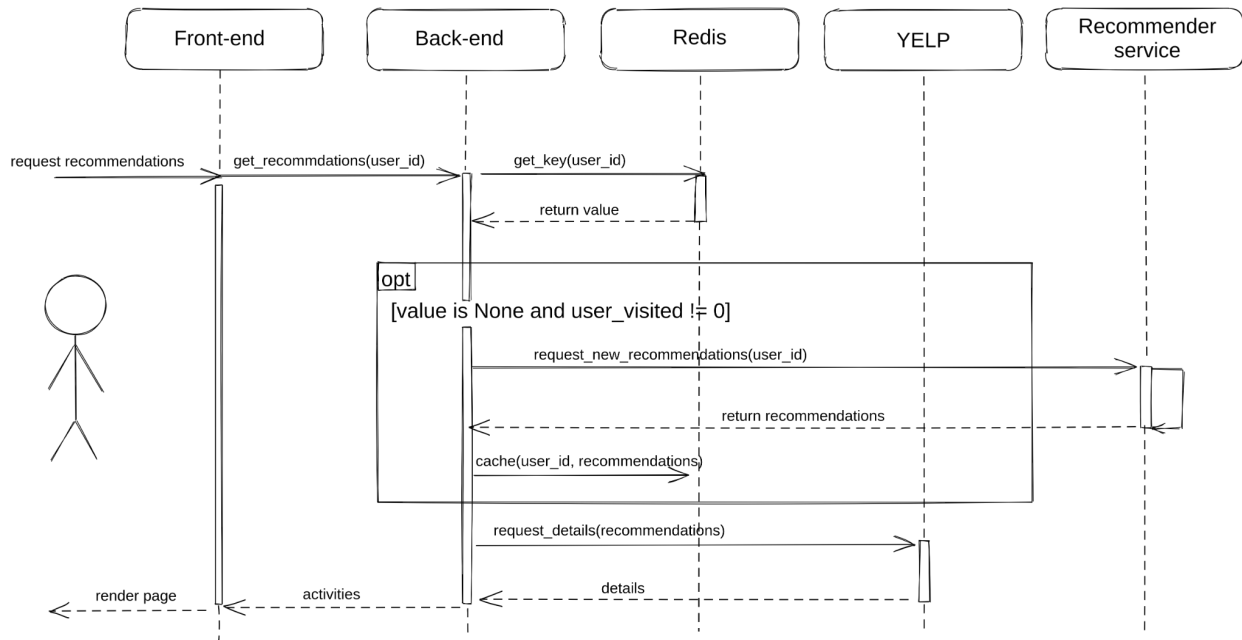 Front-end
Back-end
Redis
YELP
Recommender
service
request recommendations
get_recommdations(user_id)
get_key(user_id)
return value
opt
[value is None and user_visited != 0]
request_new_recommendations(user_id)
return recommendations
cache(user_id, recommendations)
request_details(recommendations)
details
activities
render page